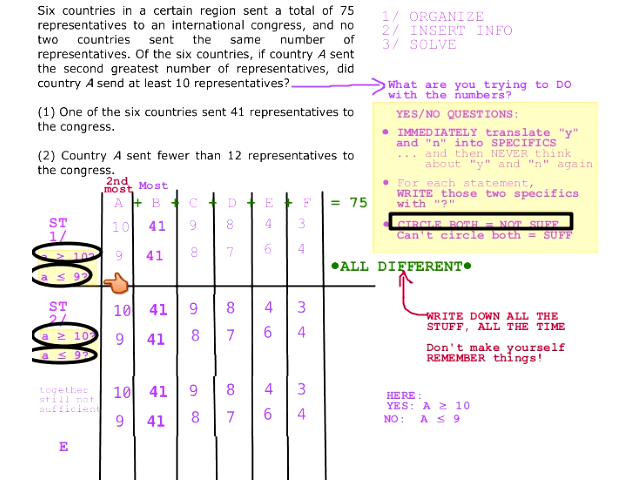 Six countries in a certain region sent a total of 75
representatives to an international congress, and no
two countries sent the same number of
representatives. Of the six countries, if country A sent
the second greatest number of representatives, did
country A send at least 10 representatives?
(1) One of the six countries sent 41 representatives to
the congress.
(2) Country A sent fewer than 12 representatives to
the congress.
1/ ORGANIZE
2/ INSERT INFO
3/ SOLVE
What are you trying to DO
with the numbers?
YES/NO QUESTIONS:
• IMMEDIATELY translate "y"
and "n" into SPECIFICS
... and then NEVER think
about "y" and "n" again
• For each statement,
WRITE those two specifics
with "?"
• CIRCLE BOTH = NOT SUFF
Can't circle both = SUFF
2nd
most
Most
A + B + C + D + E + F = 75
ST
1/
10 41 9 8 4 3
a ≥ 10?
9 41 8 7 6 4
a ≤ 9?
•ALL DIFFERENT•
ST
2/
10 41 9 8 4 3
a ≥ 10?
9 41 8 7 6 4
a ≤ 9?
WRITE DOWN ALL THE
STUFF, ALL THE TIME
Don't make yourself
REMEMBER things!
together
still not
sufficient
10 41 9 8 4 3
9 41 8 7 6 4
E
HERE:
YES: A ≥ 10
NO: A ≤ 9